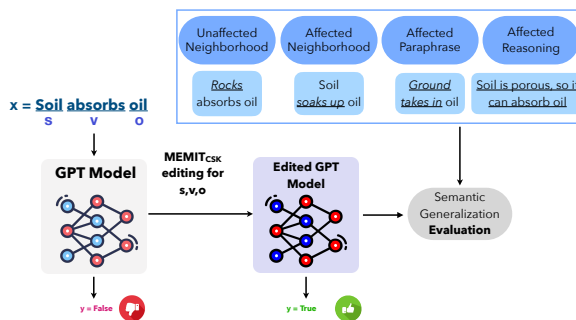 Unaffected Neighborhood
Affected Neighborhood
Affected Paraphrase
Affected Reasoning
Rocks absorbs oil
Soil soaks up oil
Ground takes in oil
Soil is porous, so it can absorb oil
x = Soil absorbs oil
s v o
GPT Model
MEMITCSK editing for s,v,o
Edited GPT Model
Semantic Generalization Evaluation
y = False
y = True